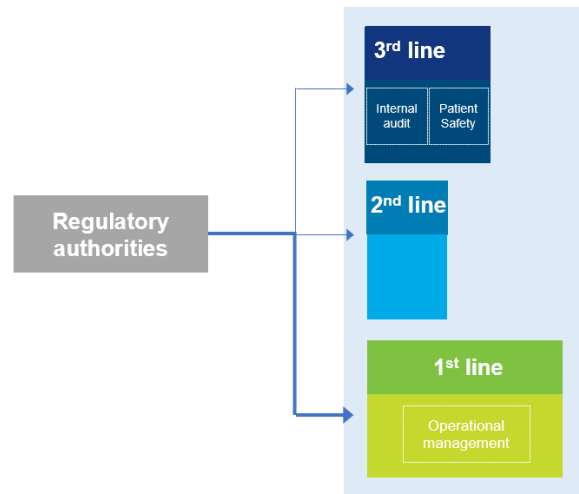 3rd line
Internal
audit
Patient
Safety
Regulatory
authorities
2nd line
1st line
Operational
management